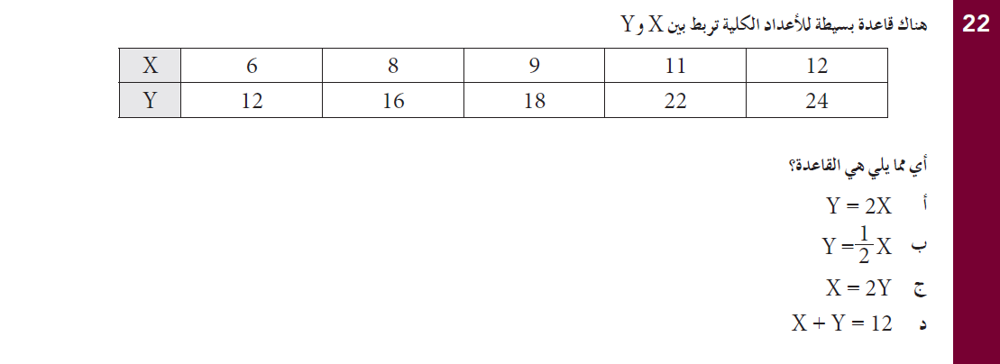 22
هناك قاعدة بسيطة للأعداد الكلية تربط بين X و Y
X 6 8 9 11 12
Y 12 16 18 22 24
أي مما يلي هي القاعدة؟
أ Y = 2X
ب Y = 1/2 X
ج X = 2Y
د X + Y = 12